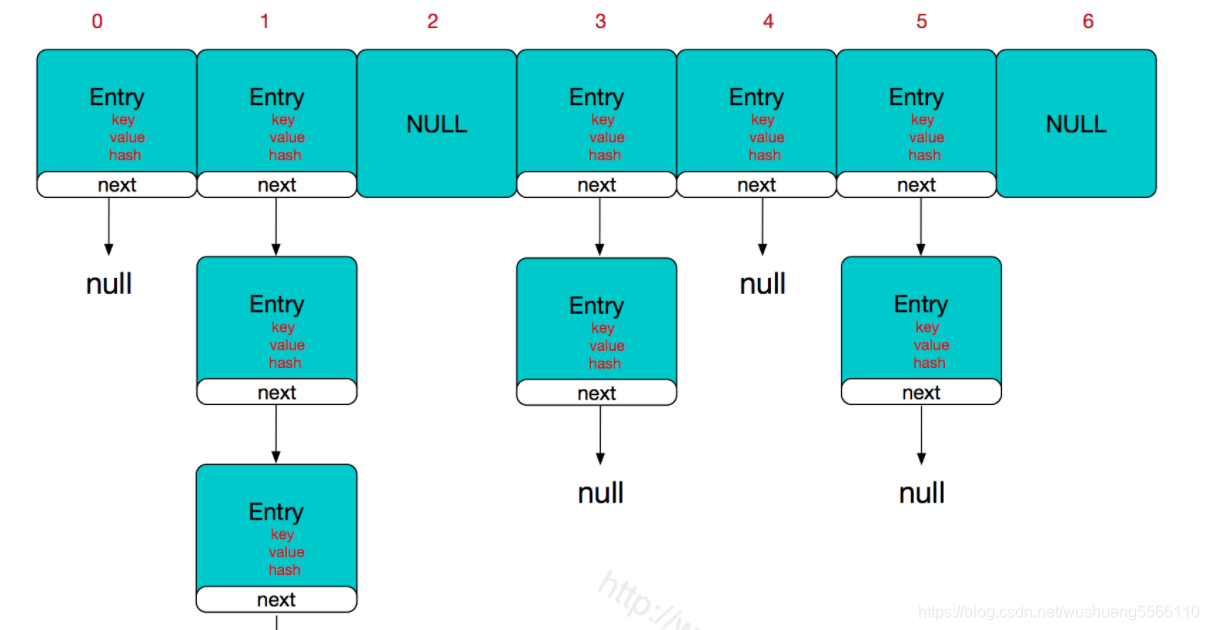 0 1 2 3 4 5 6
Entry Entry NULL Entry Entry Entry NULL
key key key key key
value value value value value
hash hash hash hash hash
next next next next next
null Entry Entry null Entry
key key key
value value value
hash hash hash
next next next
Entry null null
key
value
hash
next
https://blog.csdn.net/wushuang5566110